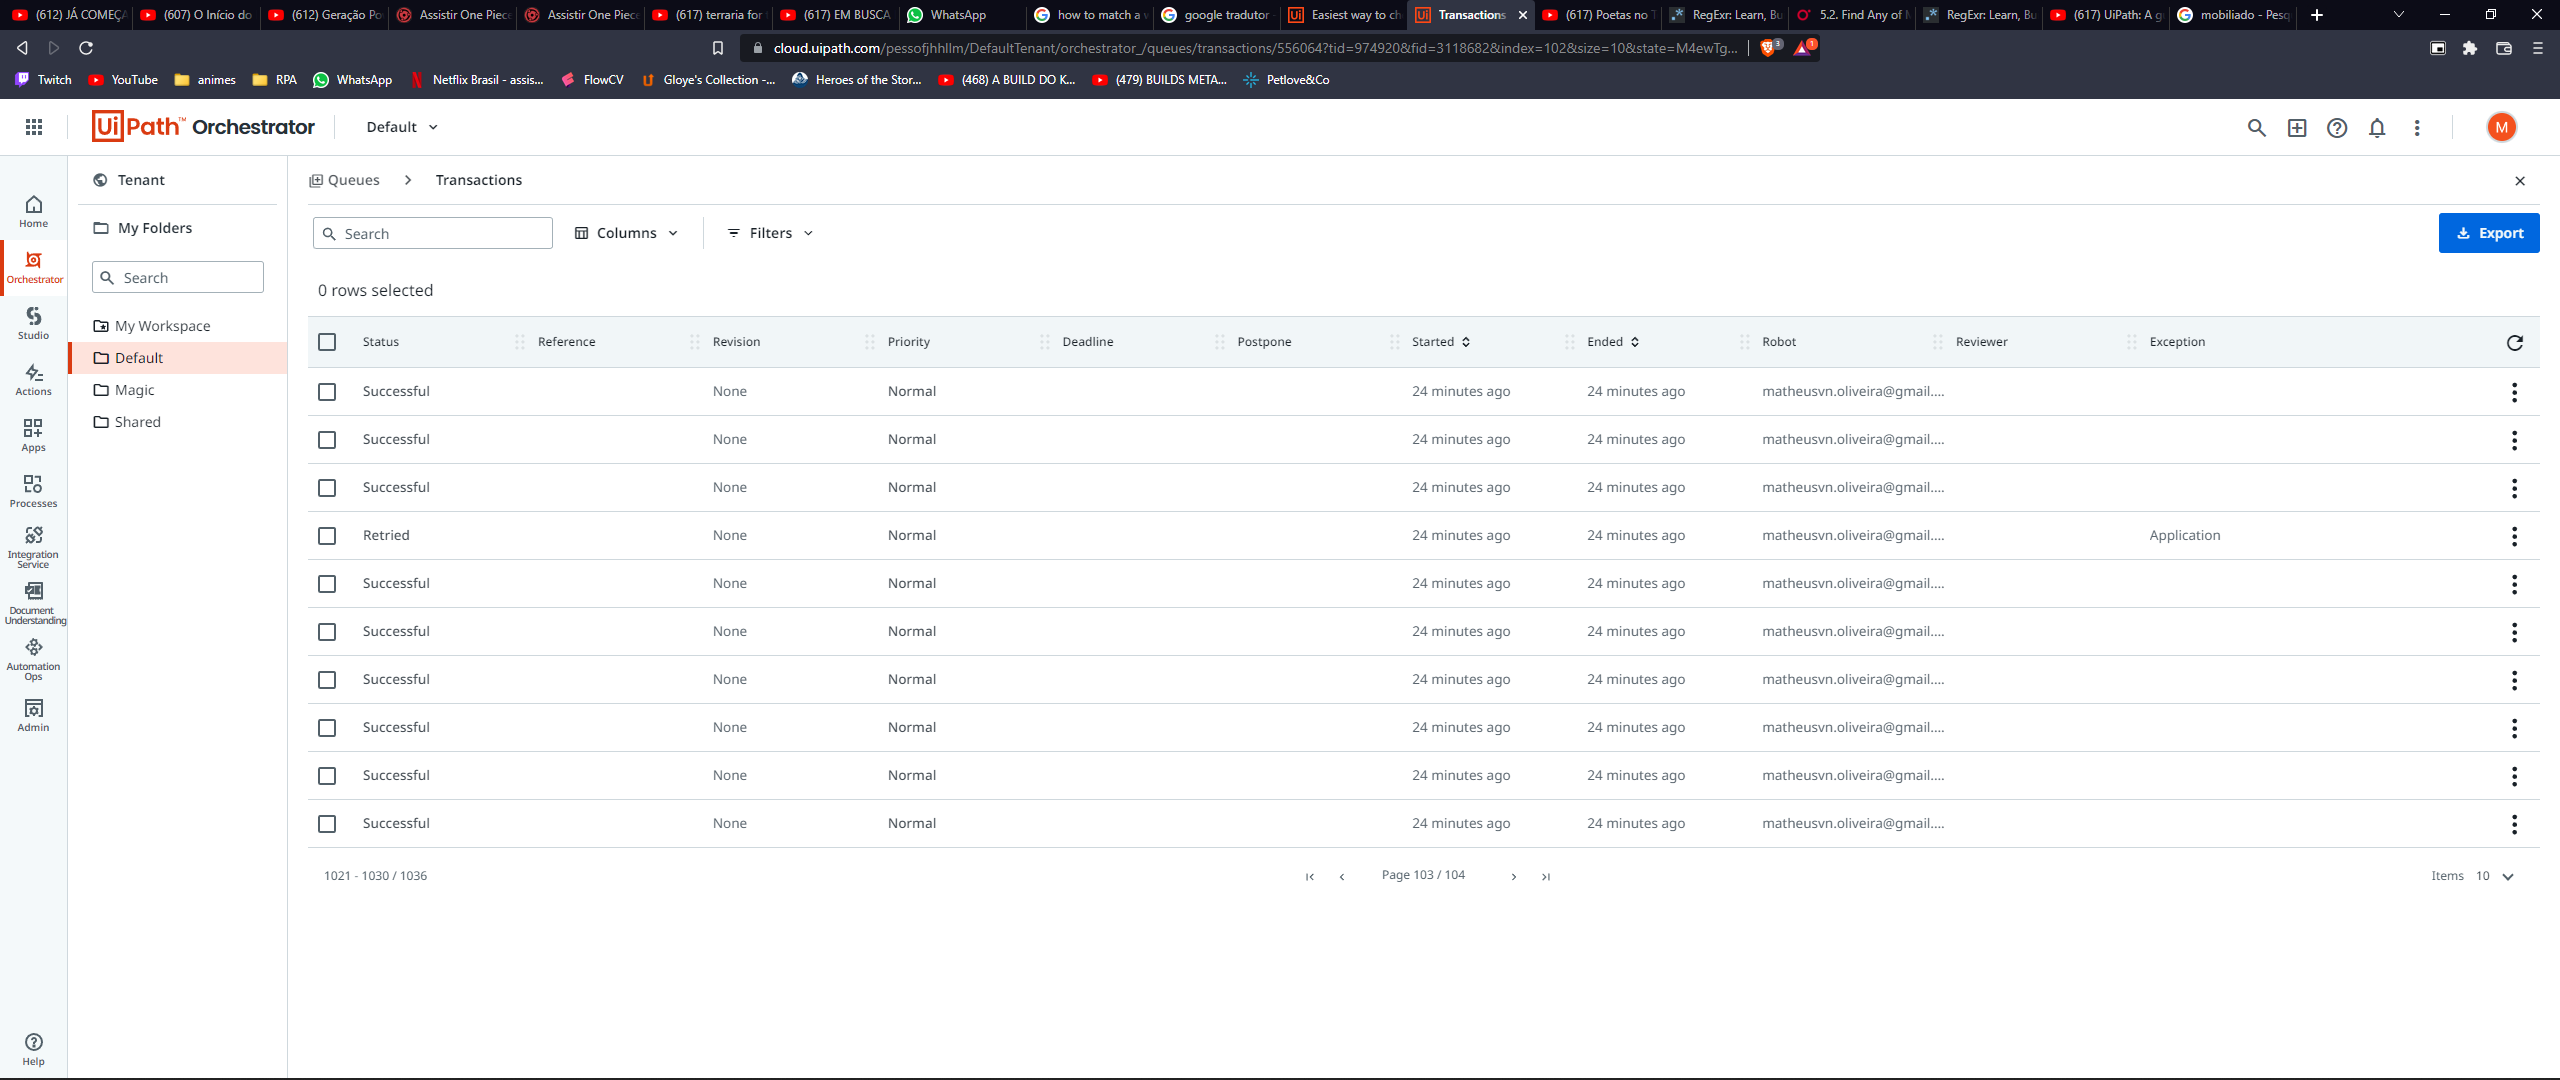 (612) JÁ COMEÇA
(607) O Início do
(612) Geração Po
Assistir One Piece
Assistir One Piece
(617) terraria for
(617) EM BUSCA
WhatsApp
how to match a w
google tradutor
Easiest way to ch
Transactions
(617) Poetas no T
RegExr: Learn, Bu
5.2. Find Any of M
RegExr: Learn, Bu
(617) UiPath: A g
mobiliado - Pesq
cloud.uipath.com/pessofjhhllm/DefaultTenant/orchestrator_/queues/transactions/556064?tid=974920&fid=3118682&index=102&size=10&state=M4ewTg...
3
1
Twitch
YouTube
animes
RPA
WhatsApp
Netflix Brasil - assis...
FlowCV
Gloye's Collection -...
Heroes of the Stor...
(468) A BUILD DO K...
(479) BUILDS META...
Petlove&Co
UiPath™ Orchestrator
Default
M
Home
Orchestrator
Studio
Actions
Apps
Processes
Integration
Service
Document
Understanding
Automation
Ops
Admin
Help
Tenant
My Folders
Search
My Workspace
Default
Magic
Shared
Queues
Transactions
Search
Columns
Filters
Export
0 rows selected
Status Reference Revision Priority Deadline Postpone Started Ended Robot Reviewer Exception
Successful None Normal 24 minutes ago 24 minutes ago matheusvn.oliveira@gmail....
Successful None Normal 24 minutes ago 24 minutes ago matheusvn.oliveira@gmail....
Successful None Normal 24 minutes ago 24 minutes ago matheusvn.oliveira@gmail....
Retried None Normal 24 minutes ago 24 minutes ago matheusvn.oliveira@gmail.... Application
Successful None Normal 24 minutes ago 24 minutes ago matheusvn.oliveira@gmail....
Successful None Normal 24 minutes ago 24 minutes ago matheusvn.oliveira@gmail....
Successful None Normal 24 minutes ago 24 minutes ago matheusvn.oliveira@gmail....
Successful None Normal 24 minutes ago 24 minutes ago matheusvn.oliveira@gmail....
Successful None Normal 24 minutes ago 24 minutes ago matheusvn.oliveira@gmail....
Successful None Normal 24 minutes ago 24 minutes ago matheusvn.oliveira@gmail....
1021 - 1030 / 1036
Page 103 / 104
Items 10